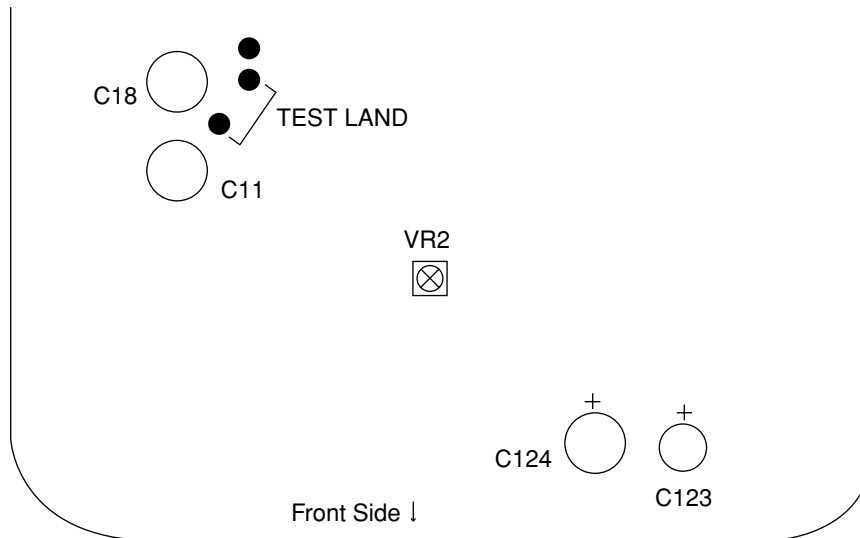 C18
TEST LAND
C11
VR2
+
+
C124
C123
Front Side ↓